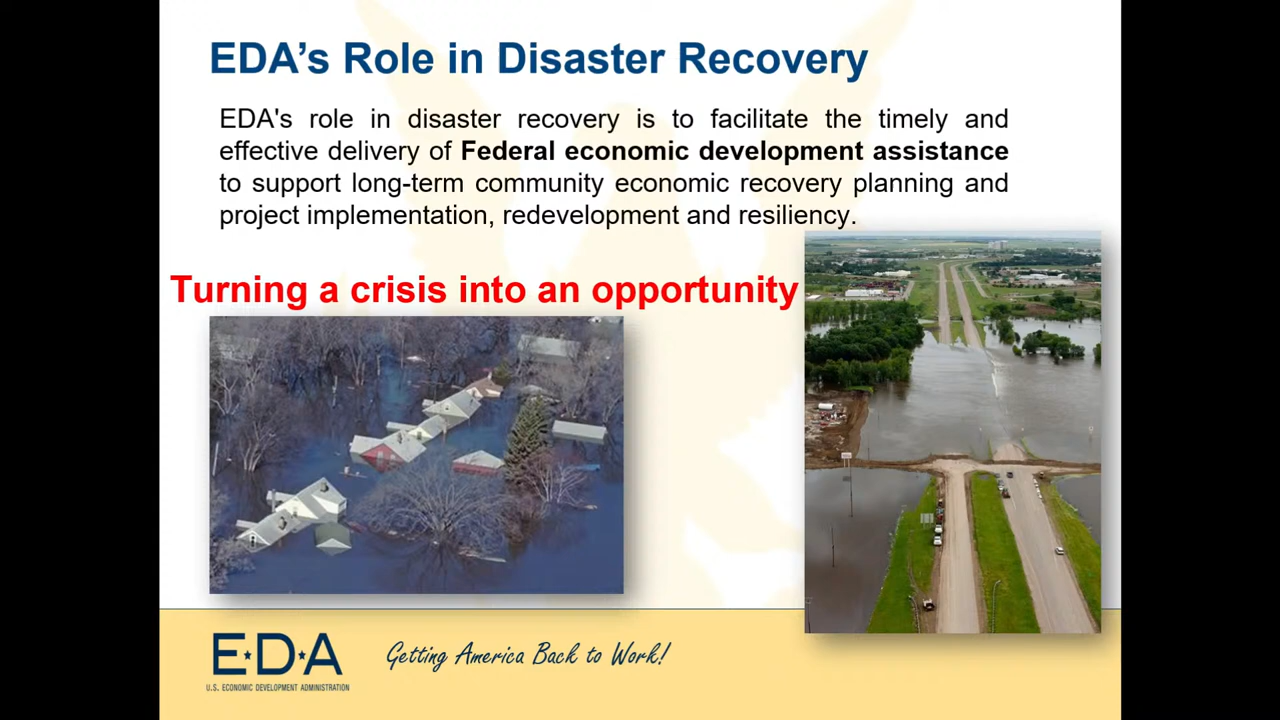 EDA’s Role in Disaster Recovery
EDA's role in disaster recovery is to facilitate the timely and
effective delivery of Federal economic development assistance
to support long-term community economic recovery planning and
project implementation, redevelopment and resiliency.
Turning a crisis into an opportunity
E★D★A
U.S. ECONOMIC DEVELOPMENT ADMINISTRATION
Getting America Back to Work!